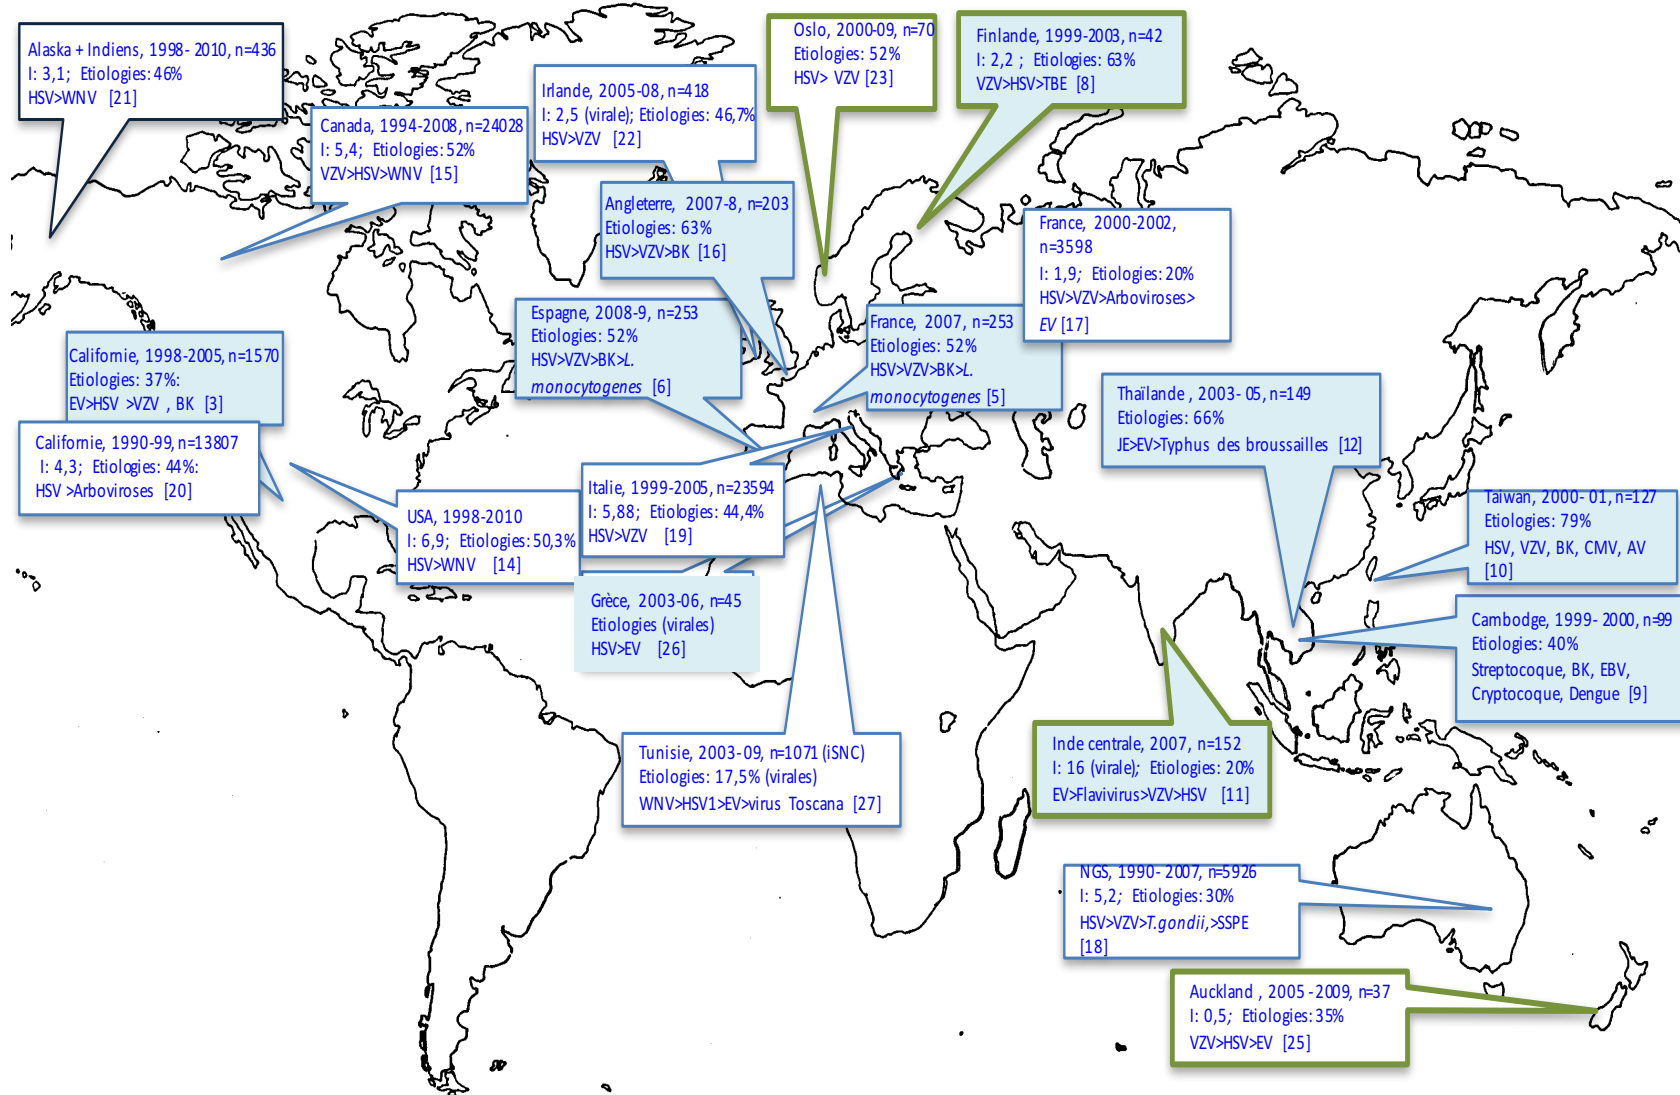 Alaska + Indiens, 1998- 2010, n=436
I: 3,1; Etiologies: 46%
HSV>WNV [21]
Canada, 1994-2008, n=24028
I: 5,4; Etiologies: 52%
VZV>HSV>WNV [15]
Irlande, 2005-08, n=418
I: 2,5 (virale); Etiologies: 46,7%
HSV>VZV [22]
Oslo, 2000-09, n=70
Etiologies: 52%
HSV> VZV [23]
Finlande, 1999-2003, n=42
I: 2,2 ; Etiologies: 63%
VZV>HSV>TBE [8]
Angleterre, 2007-8, n=203
Etiologies: 63%
HSV>VZV>BK [16]
France, 2000-2002,
n=3598
I: 1,9; Etiologies: 20%
HSV>VZV>Arboviroses>
EV [17]
Espagne, 2008-9, n=253
Etiologies: 52%
HSV>VZV>BK>L.
monocytogenes [6]
France, 2007, n=253
Etiologies: 52%
HSV>VZV>BK>L.
monocytogenes [5]
Californie, 1998-2005, n=1570
Etiologies: 37%:
EV>HSV >VZV , BK [3]
Californie, 1990-99, n=13807
I: 4,3; Etiologies: 44%:
HSV >Arboviroses [20]
USA, 1998-2010
I: 6,9; Etiologies: 50,3%
HSV>WNV [14]
Italie, 1999-2005, n=23594
I: 5,88; Etiologies: 44,4%
HSV>VZV [19]
Grèce, 2003-06, n=45
Etiologies (virales)
HSV>EV [26]
Thaïlande , 2003- 05, n=149
Etiologies: 66%
JE>EV>Typhus des broussailles [12]
Taiwan, 2000- 01, n=127
Etiologies: 79%
HSV, VZV, BK, CMV, AV
[10]
Cambodge, 1999- 2000, n=99
Etiologies: 40%
Streptocoque, BK, EBV,
Cryptocoque, Dengue [9]
Tunisie, 2003-09, n=1071 (iSNC)
Etiologies: 17,5% (virales)
WNV>HSV1>EV>virus Toscana [27]
Inde centrale, 2007, n=152
I: 16 (virale); Etiologies: 20%
EV>Flavivirus>VZV>HSV [11]
NGS, 1990- 2007, n=5926
I: 5,2; Etiologies: 30%
HSV>VZV>T.gondii,>SSPE
[18]
Auckland , 2005 -2009, n=37
I: 0,5; Etiologies: 35%
VZV>HSV>EV [25]